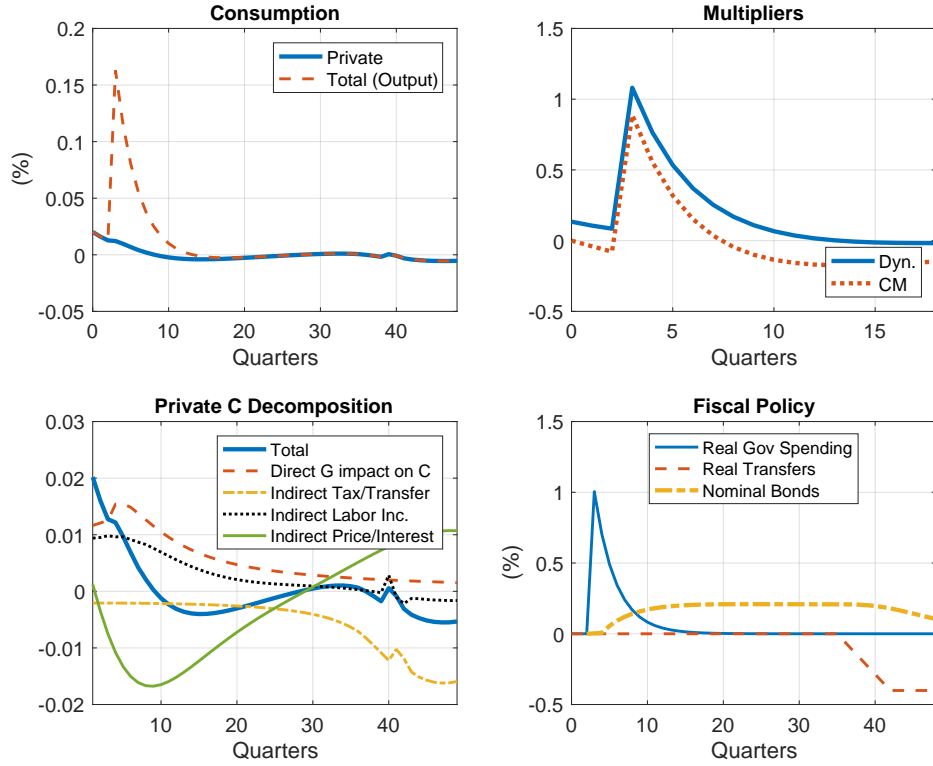 Consumption
0.2
0.15
0.1
0.05
0
-0.05
(%)
0 10 20 30 40
Quarters
Private
Total (Output)
Multipliers
1.5
1
0.5
0
-0.5
0 5 10 15
Quarters
Dyn.
CM
Private C Decomposition
0.03
0.02
0.01
0
-0.01
-0.02
10 20 30 40
Quarters
Total
Direct G impact on C
Indirect Tax/Transfer
Indirect Labor Inc.
Indirect Price/Interest
Fiscal Policy
1.5
1
0.5
0
-0.5
(%)
0 10 20 30 40
Quarters
Real Gov Spending
Real Transfers
Nominal Bonds